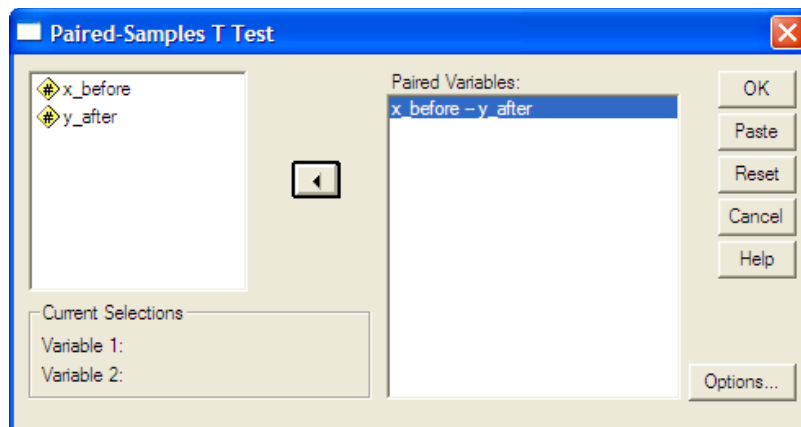 Paired-Samples T Test
x_before
y_after
Paired Variables:
x_before -- y_after
OK
Paste
Reset
Cancel
Help
Current Selections
Variable 1:
Variable 2:
Options...